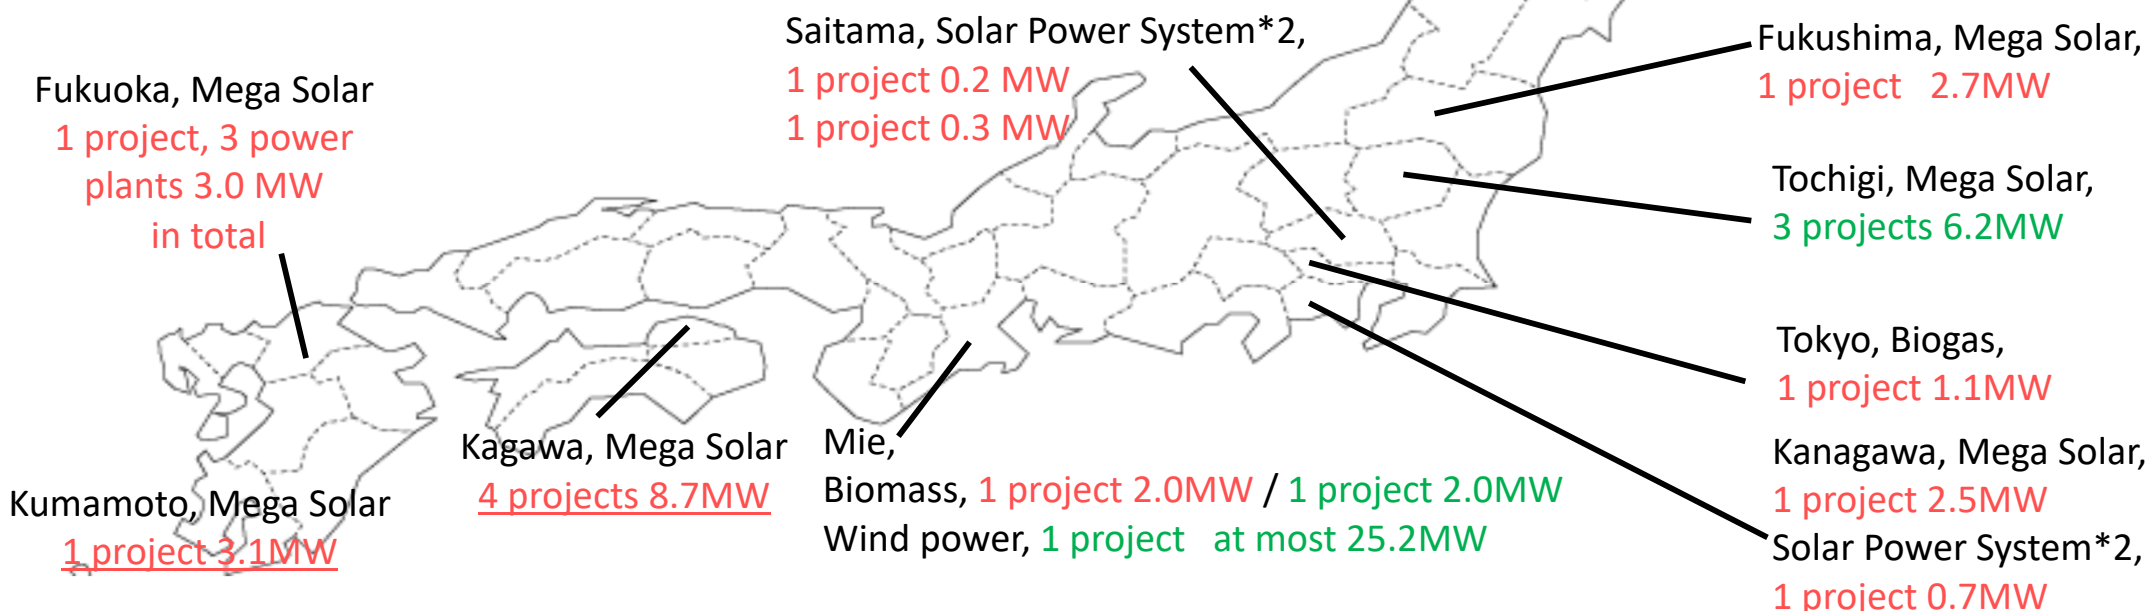 Saitama, Solar Power System*2,
1 project 0.2 MW
1 project 0.3 MW
Fukushima, Mega Solar,
1 project 2.7MW
Fukuoka, Mega Solar
1 project, 3 power
plants 3.0 MW
in total
Tochigi, Mega Solar,
3 projects 6.2MW
Tokyo, Biogas,
1 project 1.1MW
Kagawa, Mega Solar
4 projects 8.7MW
Mie,
Biomass, 1 project 2.0MW / 1 project 2.0MW
Wind power, 1 project at most 25.2MW
Kanagawa, Mega Solar,
1 project 2.5MW
Solar Power System*2,
1 project 0.7MW
Kumamoto, Mega Solar
1 project 3.1MW